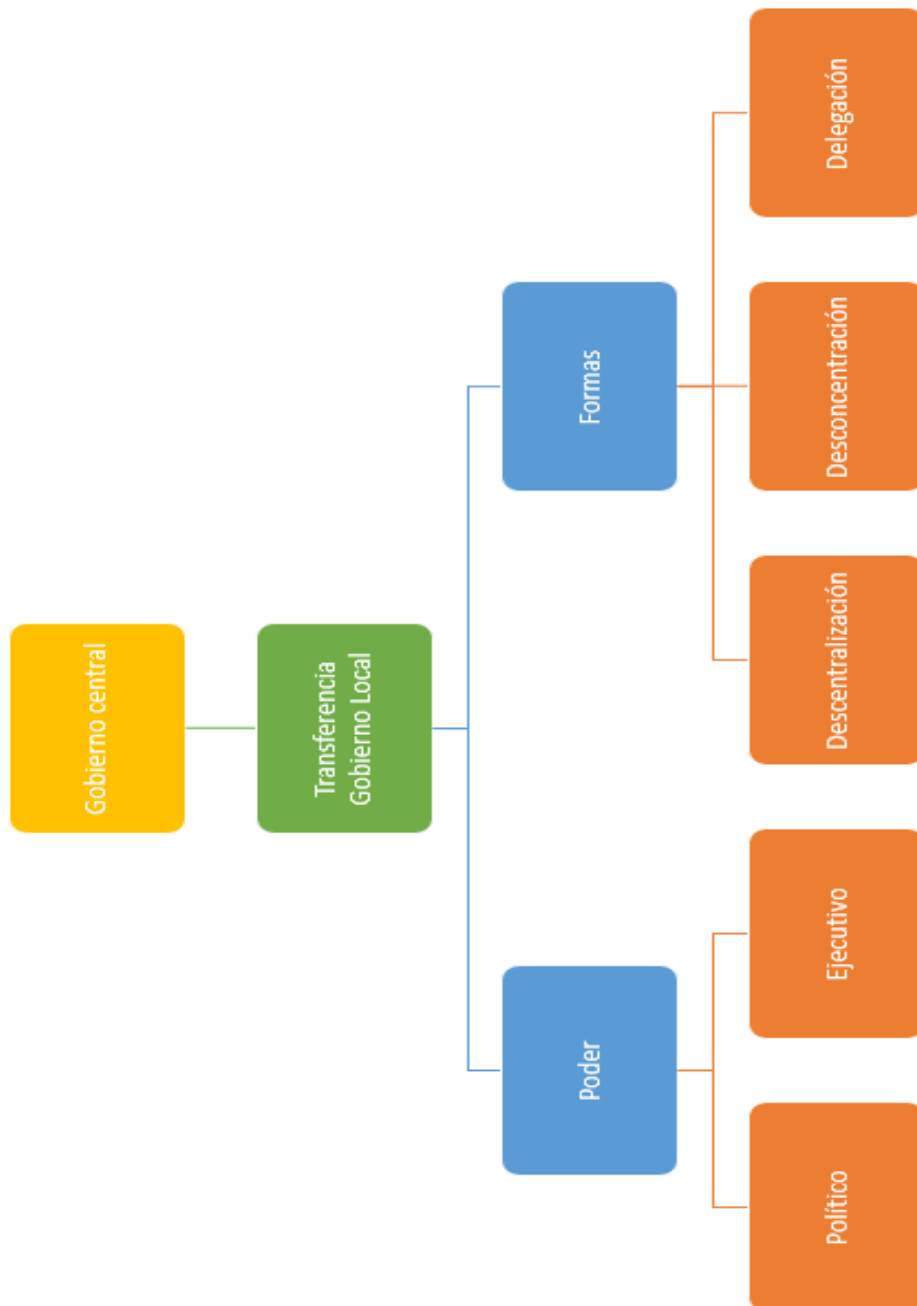 Gobierno central
Transferencia
Gobierno Local
Poder
Formas
Político
Ejecutivo
Descentralización
Desconcentración
Delegación